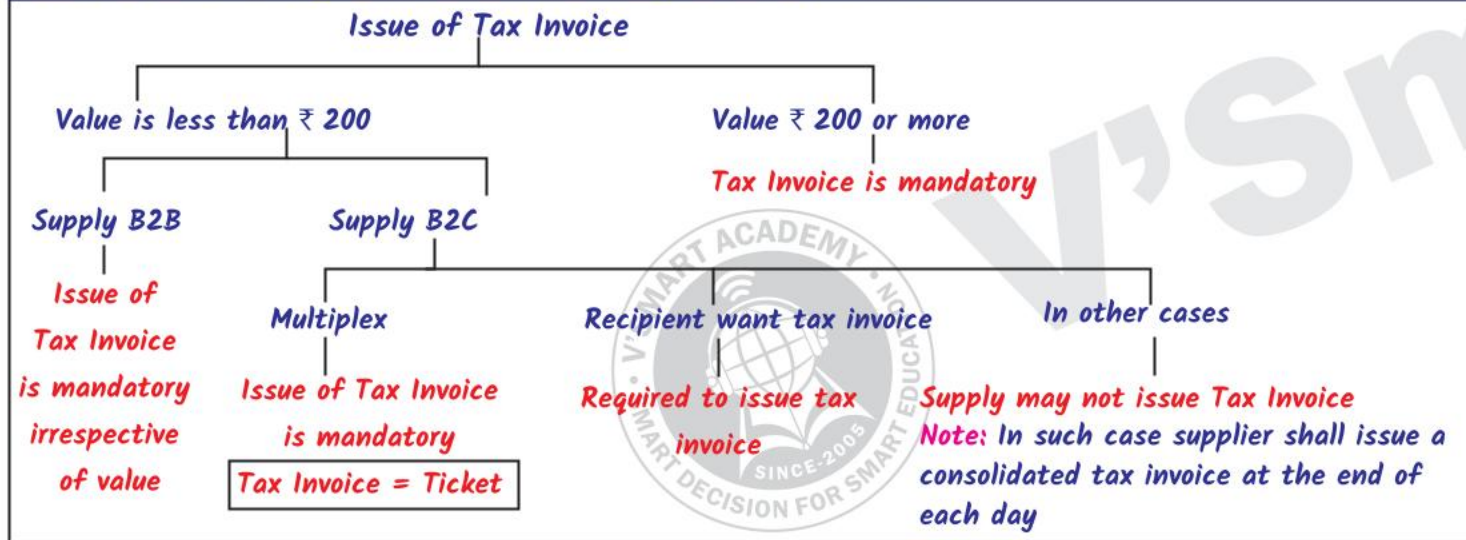 Issue of Tax Invoice
Value is less than ₹ 200
Value ₹ 200 or more
Tax Invoice is mandatory
Supply B2B
Supply B2C
Issue of
Tax Invoice
is mandatory
irrespective
of value
Multiplex
Issue of Tax Invoice
is mandatory
Tax Invoice = Ticket
Recipient want tax invoice
Required to issue tax
invoice
In other cases
Supply may not issue Tax Invoice
Note: In such case supplier shall issue a
consolidated tax invoice at the end of
each day
V'SMART ACADEMY
SMART DECISION FOR SMART EDUCATION
SINCE-2005
V'Sm